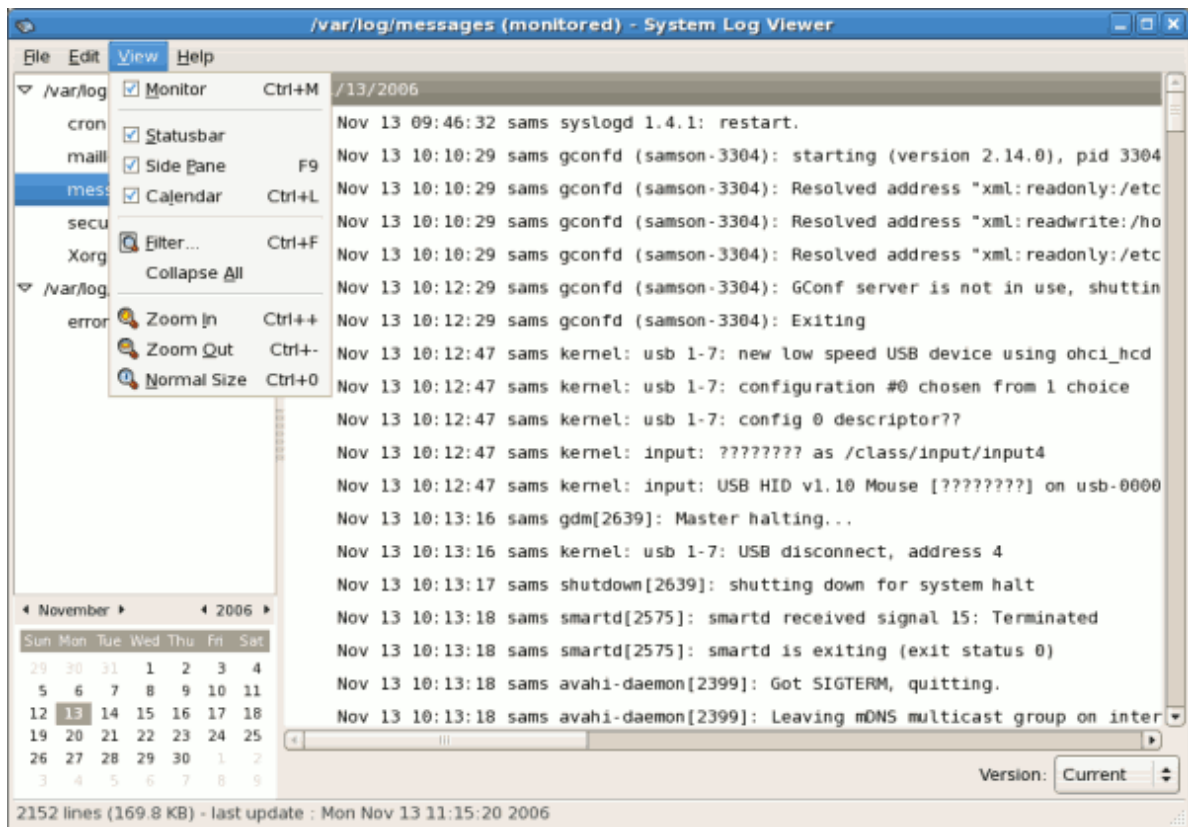 /var/log/messages (monitored) - System Log Viewer
File Edit View Help
/var/log
cron
maill
mess
secu
Xorg
/var/log
error
Monitor Ctrl+M
Statusbar
Side Pane F9
Calendar Ctrl+L
Filter... Ctrl+F
Collapse All
Zoom In Ctrl++
Zoom Out Ctrl+-
Normal Size Ctrl+0
/13/2006
Nov 13 09:46:32 sams syslogd 1.4.1: restart.
Nov 13 10:10:29 sams gconfd (samson-3304): starting (version 2.14.0), pid 3304
Nov 13 10:10:29 sams gconfd (samson-3304): Resolved address "xml:readonly:/etc
Nov 13 10:10:29 sams gconfd (samson-3304): Resolved address "xml:readwrite:/ho
Nov 13 10:10:29 sams gconfd (samson-3304): Resolved address "xml:readonly:/etc
Nov 13 10:12:29 sams gconfd (samson-3304): GConf server is not in use, shuttin
Nov 13 10:12:29 sams gconfd (samson-3304): Exiting
Nov 13 10:12:47 sams kernel: usb 1-7: new low speed USB device using ohci_hcd
Nov 13 10:12:47 sams kernel: usb 1-7: configuration #0 chosen from 1 choice
Nov 13 10:12:47 sams kernel: usb 1-7: config 0 descriptor??
Nov 13 10:12:47 sams kernel: input: ???????? as /class/input/input4
Nov 13 10:12:47 sams kernel: input: USB HID v1.10 Mouse [????????] on usb-0000
Nov 13 10:13:16 sams gdm[2639]: Master halting...
Nov 13 10:13:16 sams kernel: usb 1-7: USB disconnect, address 4
Nov 13 10:13:17 sams shutdown[2639]: shutting down for system halt
Nov 13 10:13:18 sams smartd[2575]: smartd received signal 15: Terminated
Nov 13 10:13:18 sams smartd[2575]: smartd is exiting (exit status 0)
Nov 13 10:13:18 sams avahi-daemon[2399]: Got SIGTERM, quitting.
Nov 13 10:13:18 sams avahi-daemon[2399]: Leaving mDNS multicast group on inter
November 2006
Sun Mon Tue Wed Thu Fri Sat
29 30 31 1 2 3 4
5 6 7 8 9 10 11
12 13 14 15 16 17 18
19 20 21 22 23 24 25
26 27 28 29 30 1 2
3 4 5 6 7 8 9
Version: Current
2152 lines (169.8 KB) - last update : Mon Nov 13 11:15:20 2006